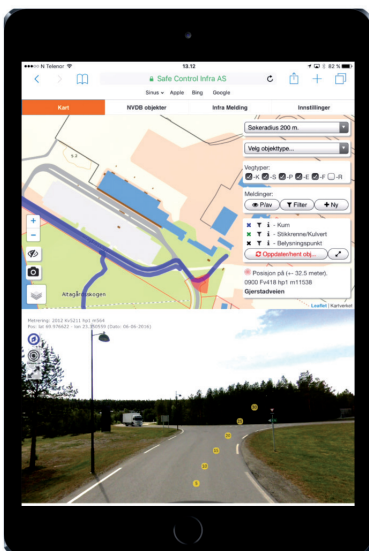 Telenor 13.12 82 %
Safe Control Infra AS
Sinus Apple Bing Google
Kart NVDB objekter Infra Melding Innstillinger
Søkeradius 200 m.
Velg objekttype...
Vegtyper:
-K -S -P -E -F -R
Meldinger:
P/av Filter + Ny
i - Kum
i - Stikkrenne/Kulvert
i - Belysningspunkt
Oppdater/hent obj...
Posisjon på (+- 32.5 meter).
0900 Fv418 hp1 m11538
Gjerstadveien
+
-
Atagårdsskogen
Leaflet | Kartverket